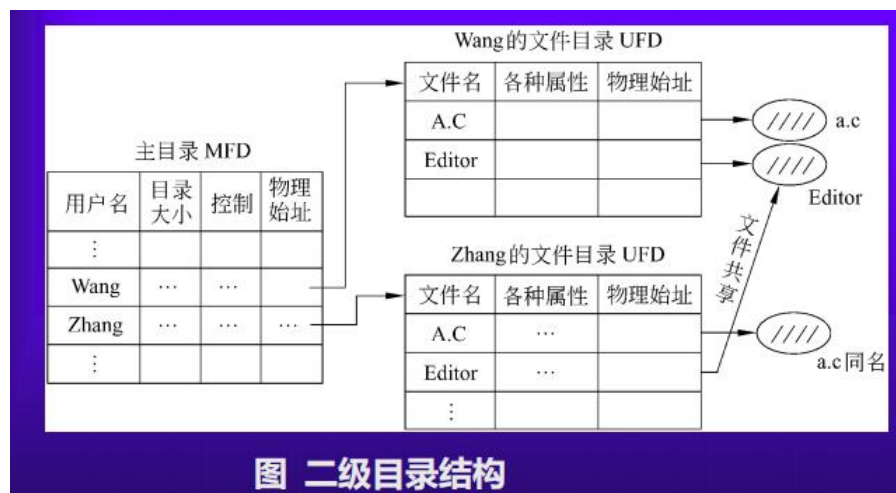 Wang的文件目录 UFD
文件名 各种属性 物理始址
A.C
Editor
a.c
Editor
主目录 MFD
用户名 目录大小 控制 物理始址
⋮
Wang … …
Zhang … … …
⋮
文件共享
Zhang的文件目录 UFD
文件名 各种属性 物理始址
A.C …
Editor …
⋮
a.c同名
图 二级目录结构